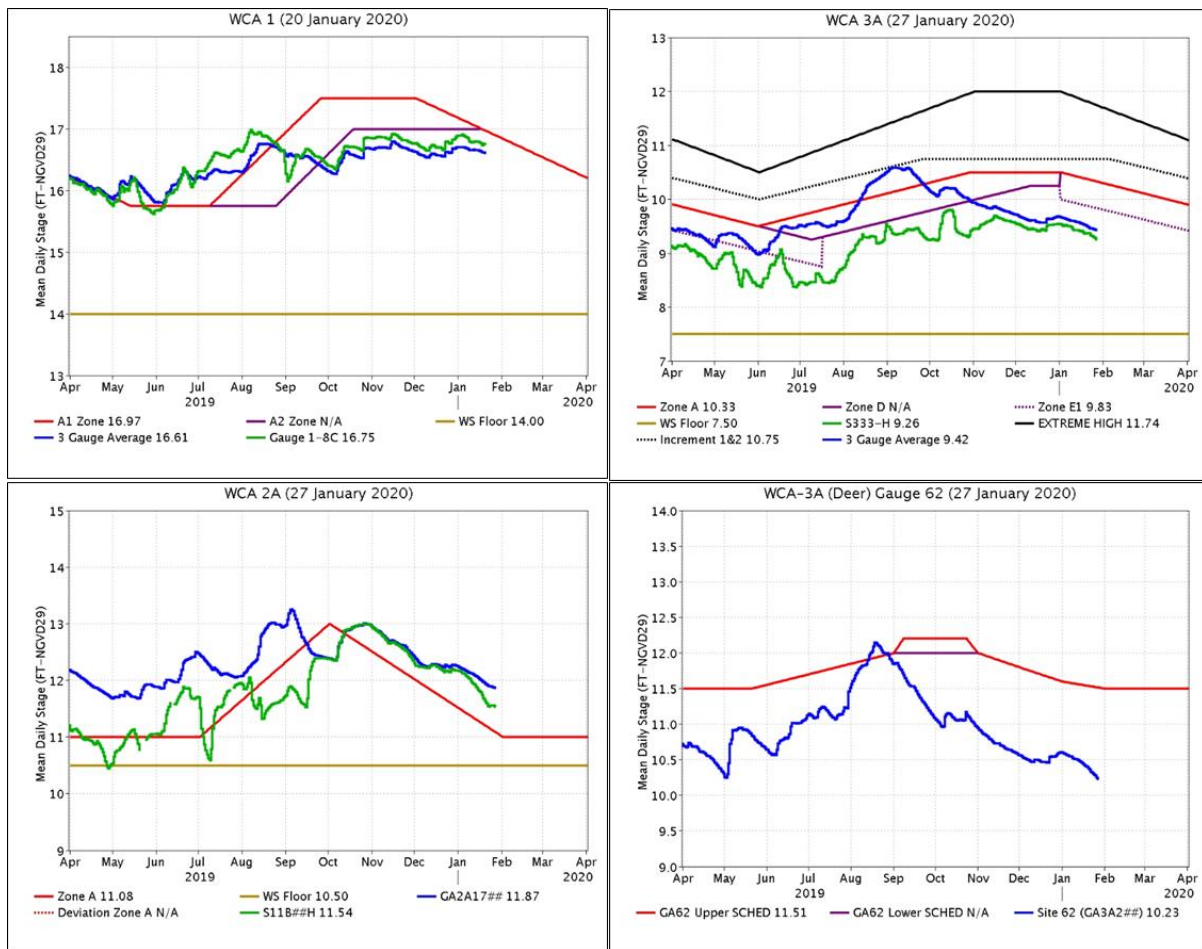 WCA 1 (20 January 2020)
Mean Daily Stage (FT-NGVD29)
18
17
16
15
14
13
Apr May Jun Jul Aug Sep Oct Nov Dec Jan Feb Mar Apr
2019 2020
A1 Zone 16.97 A2 Zone N/A WS Floor 14.00
3 Gauge Average 16.61 Gauge 1-8C 16.75
WCA 3A (27 January 2020)
Mean Daily Stage (FT-NGVD29)
13
12
11
10
9
8
7
Apr May Jun Jul Aug Sep Oct Nov Dec Jan Feb Mar Apr
2019 2020
Zone A 10.33 Zone D N/A Zone E1 9.83
WS Floor 7.50 S333-H 9.26 EXTREME HIGH 11.74
Increment 1&2 10.75 3 Gauge Average 9.42
WCA 2A (27 January 2020)
Mean Daily Stage (FT-NGVD29)
15
14
13
12
11
10
9
Apr May Jun Jul Aug Sep Oct Nov Dec Jan Feb Mar Apr
2019 2020
Zone A 11.08 WS Floor 10.50 GA2A17## 11.87
Deviation Zone A N/A S11B##H 11.54
WCA-3A (Deer) Gauge 62 (27 January 2020)
Mean Daily Stage (FT-NGVD29)
14.0
13.5
13.0
12.5
12.0
11.5
11.0
10.5
10.0
9.5
9.0
Apr May Jun Jul Aug Sep Oct Nov Dec Jan Feb Mar Apr
2019 2020
GA62 Upper SCHED 11.51 GA62 Lower SCHED N/A Site 62 (GA3A2##) 10.23